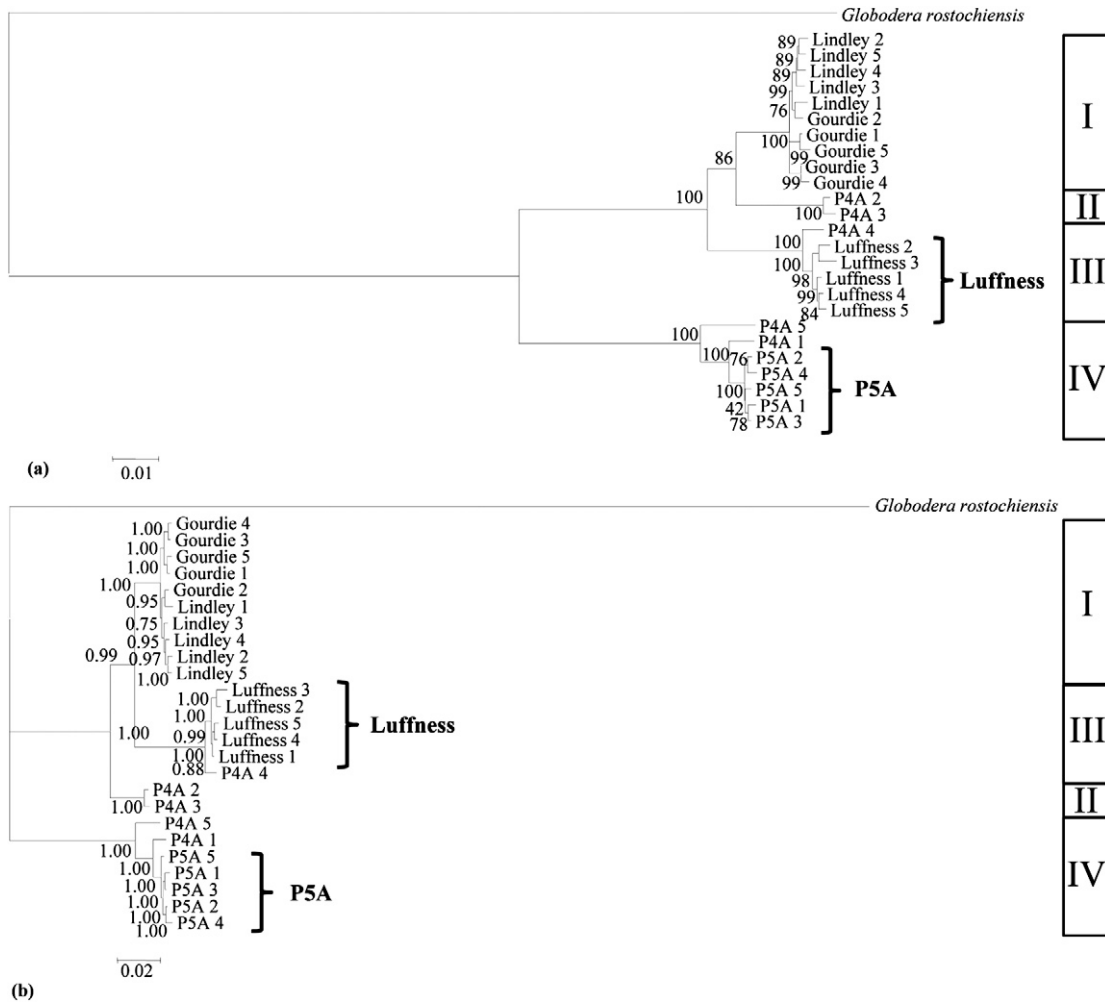 Globodera rostochiensis
89 Lindley 2
89 Lindley 5
89 Lindley 4
99 Lindley 3
76 Lindley 1
Gourdie 2
100 Gourdie 1
Gourdie 5
99 Gourdie 3
99 Gourdie 4
86
100
P4A 2
100 P4A 3
I
II
100 P4A 4
Luffness 2
100 Luffness 3
98 Luffness 1
99 Luffness 4
84 Luffness 5
Luffness
III
100 P4A 5
100 P4A 1
76 P5A 2
P5A 4
100 P5A 5
42 P5A 1
78 P5A 3
P5A
IV
(a)
0.01
Globodera rostochiensis
1.00 Gourdie 4
Gourdie 3
1.00 Gourdie 5
1.00 Gourdie 1
1.00 Gourdie 2
0.95 Lindley 1
0.75 Lindley 3
0.95 Lindley 4
0.99 0.97 Lindley 2
1.00 Lindley 5
I
Luffness 3
1.00 Luffness 2
1.00 Luffness 5
1.00 0.99 Luffness 4
1.00 Luffness 1
0.88 P4A 4
Luffness
III
P4A 2
1.00 P4A 3
II
P4A 5
1.00 P4A 1
1.00 P5A 5
P5A 1
1.00 P5A 3
1.00 P5A 2
1.00 P5A 4
1.00
P5A
IV
0.02
(b)